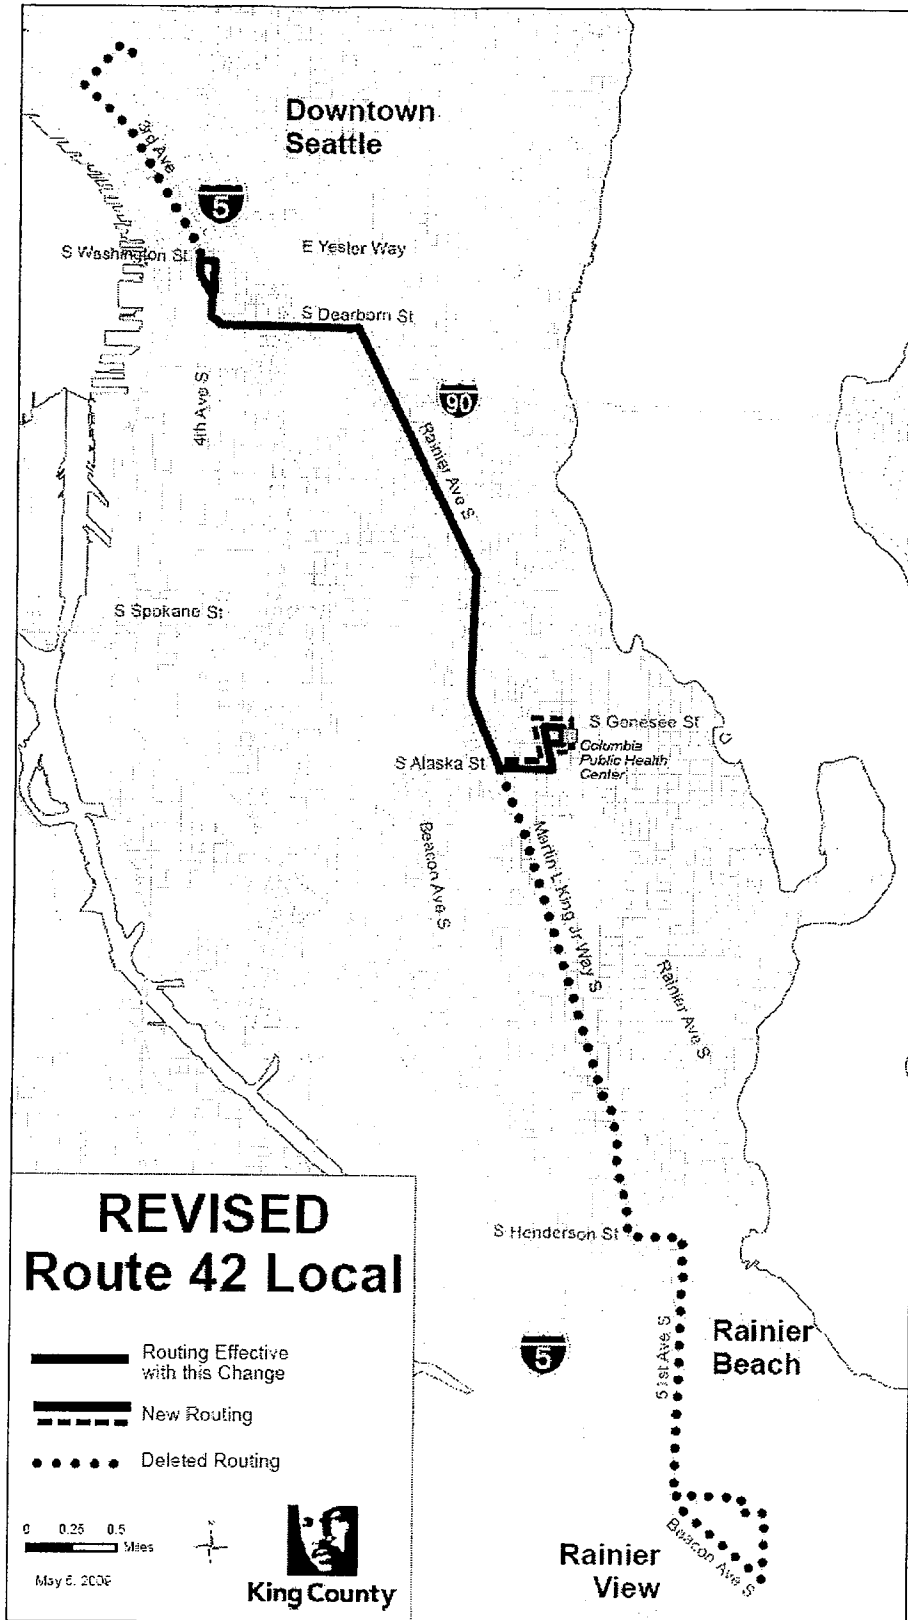 Downtown
Seattle
3rd Ave
5
S Washington St
E Yesler Way
S Dearborn St
4th Ave S
90
Rainier Ave S
S Spokane St
S Genesee St
Columbia
Public Health
Center
S Alaska St
Beacon Ave S
Martin L King Jr Way S
Rainier Ave S
S Henderson St
REVISED
Route 42 Local
Routing Effective
with this Change
New Routing
Deleted Routing
0 0.25 0.5
Miles
May 6, 2009
King County
5
51st Ave S
Rainier
Beach
Beacon Ave S
Rainier
View